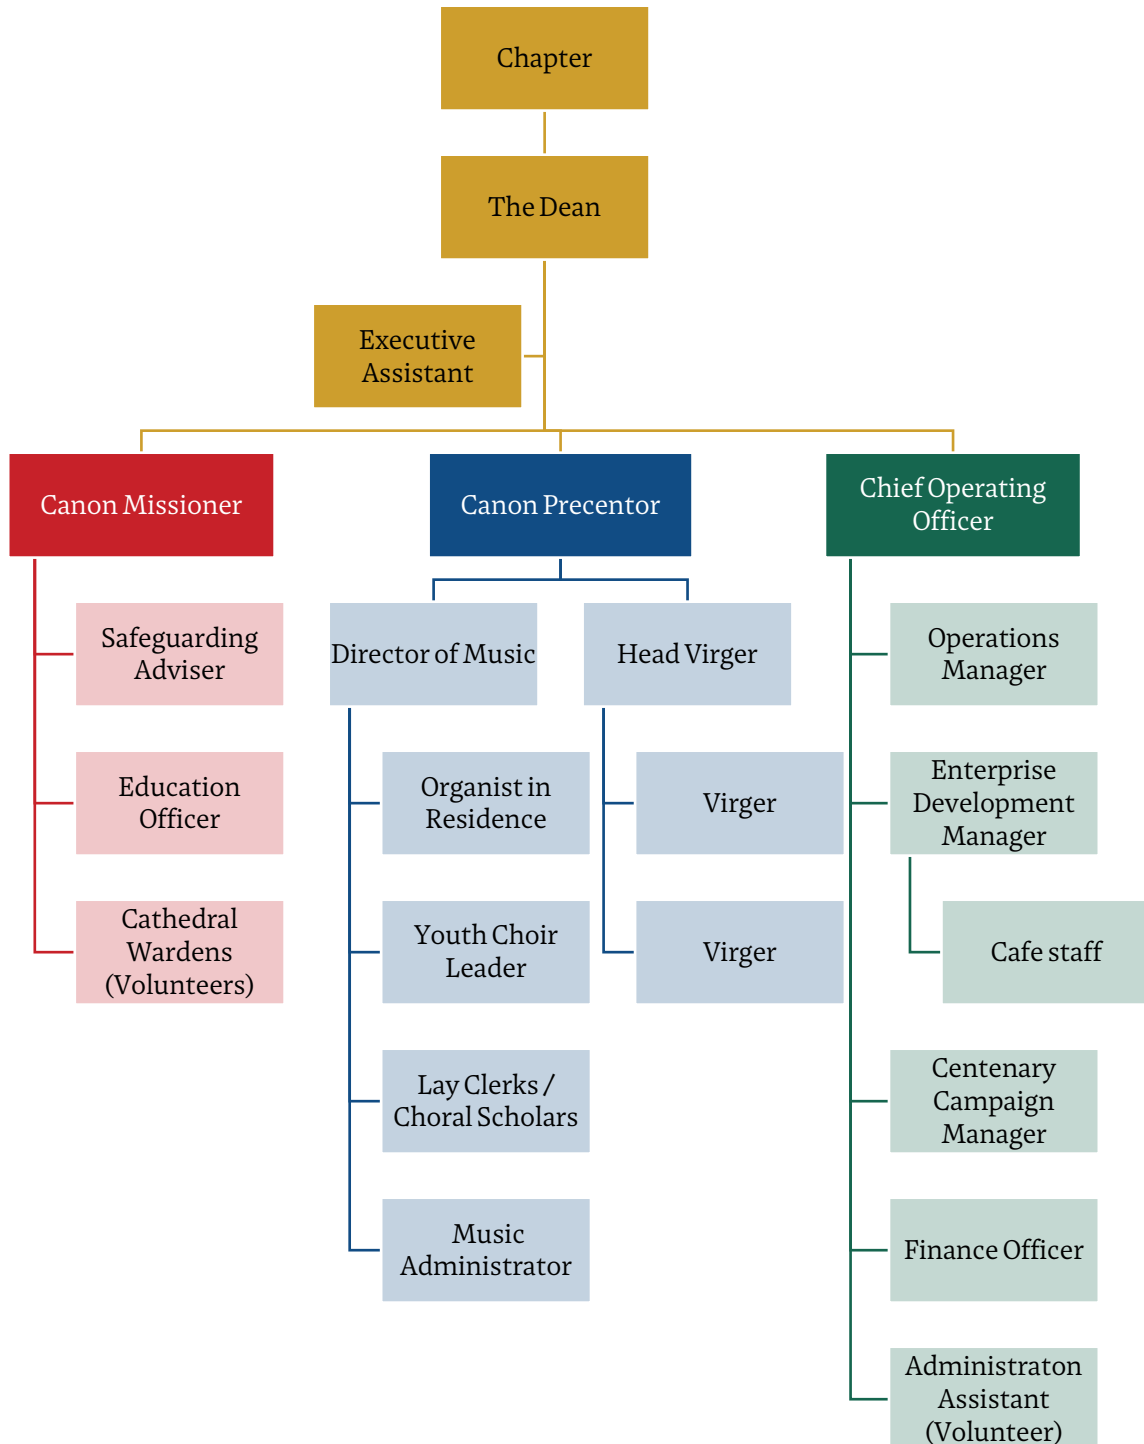 Chapter
The Dean
Executive
Assistant
Canon Missioner
Canon Precentor
Chief Operating
Officer
Safeguarding
Adviser
Education
Officer
Cathedral
Wardens
(Volunteers)
Director of Music
Head Virger
Organist in
Residence
Youth Choir
Leader
Lay Clerks /
Choral Scholars
Music
Administrator
Virger
Virger
Operations
Manager
Enterprise
Development
Manager
Cafe staff
Centenary
Campaign
Manager
Finance Officer
Administraton
Assistant
(Volunteer)